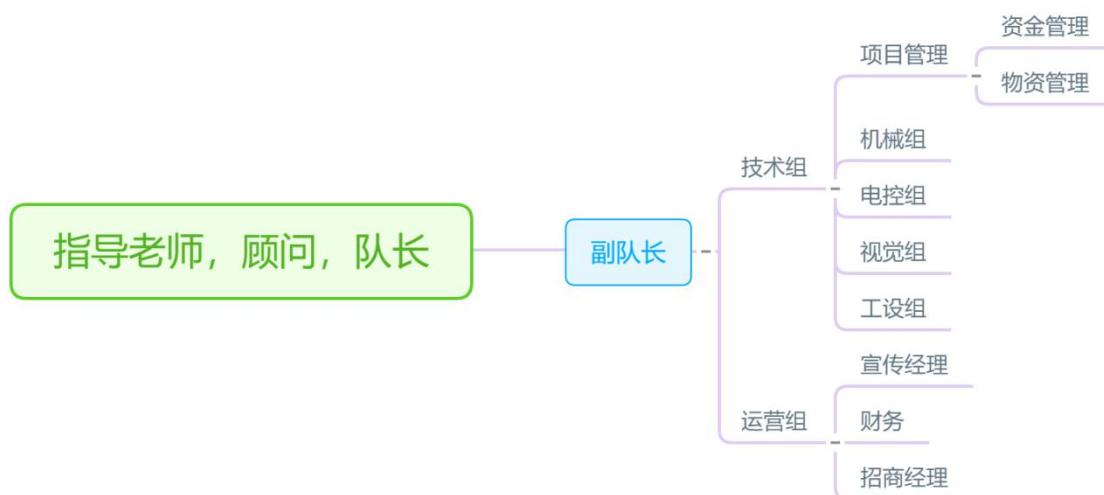 指导老师，顾问，队长
副队长
技术组
项目管理
资金管理
物资管理
机械组
电控组
视觉组
工设组
运营组
宣传经理
财务
招商经理